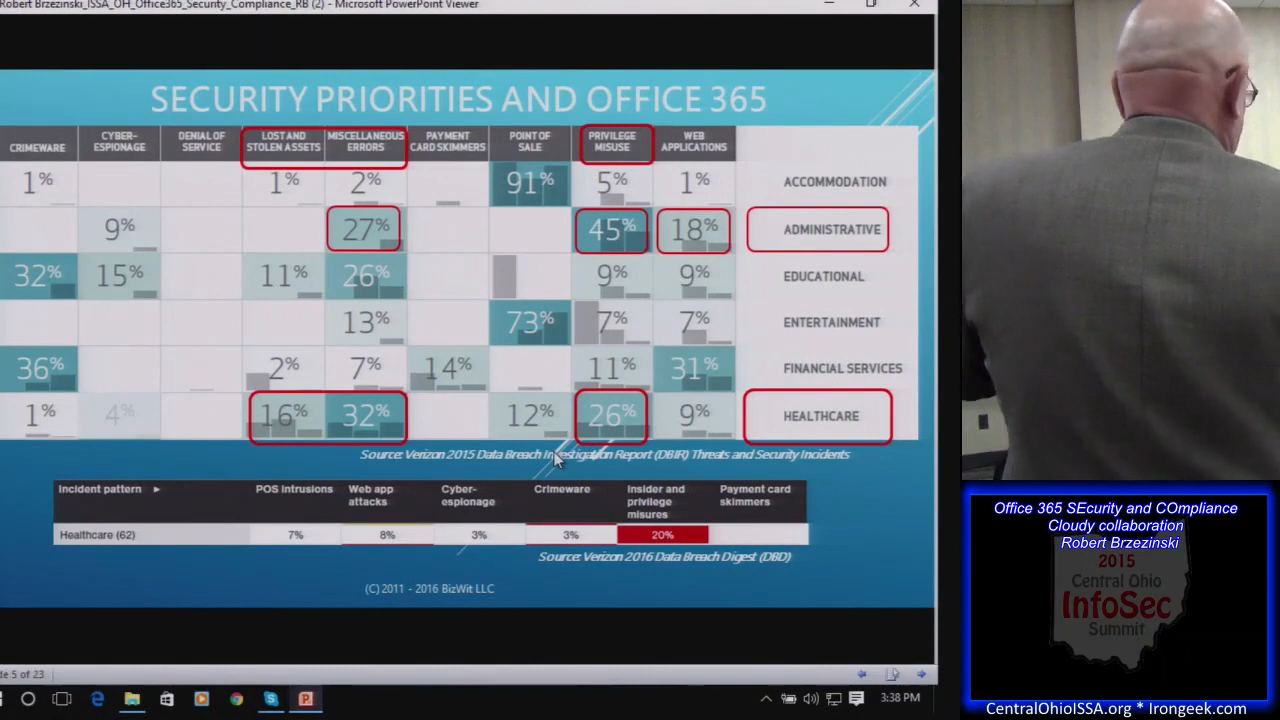 Robert Brzezinski_ISSA_OH_Office365_Security_Compliance_RB (2) - Microsoft PowerPoint Viewer
SECURITY PRIORITIES AND OFFICE 365
CRIMEWARE CYBER-ESPIONAGE DENIAL OF SERVICE LOST AND STOLEN ASSETS MISCELLANEOUS ERRORS PAYMENT CARD SKIMMERS POINT OF SALE PRIVILEGE MISUSE WEB APPLICATIONS
1% 1% 2% 91% 5% 1% ACCOMMODATION
9% 27% 45% 18% ADMINISTRATIVE
32% 15% 11% 26% 9% 9% EDUCATIONAL
13% 73% 7% 7% ENTERTAINMENT
36% 2% 7% 14% 11% 31% FINANCIAL SERVICES
1% 4% 16% 32% 12% 26% 9% HEALTHCARE
Source: Verizon 2015 Data Breach Investigation Report (DBIR) Threats and Security Incidents
Incident pattern POS intrusions Web app attacks Cyber-espionage Crimeware Insider and privilege misures Payment card skimmers
Healthcare (62) 7% 8% 3% 3% 20%
Source: Verizon 2016 Data Breach Digest (DBD)
(C) 2011 - 2016 BizWit LLC
de 5 of 23
3:38 PM
Office 365 SEcurity and COmpliance
Cloudy collaboration
Robert Brzezinski
2015
Central Ohio
InfoSec
Summit
CentralOhioISSA.org * Irongeek.com